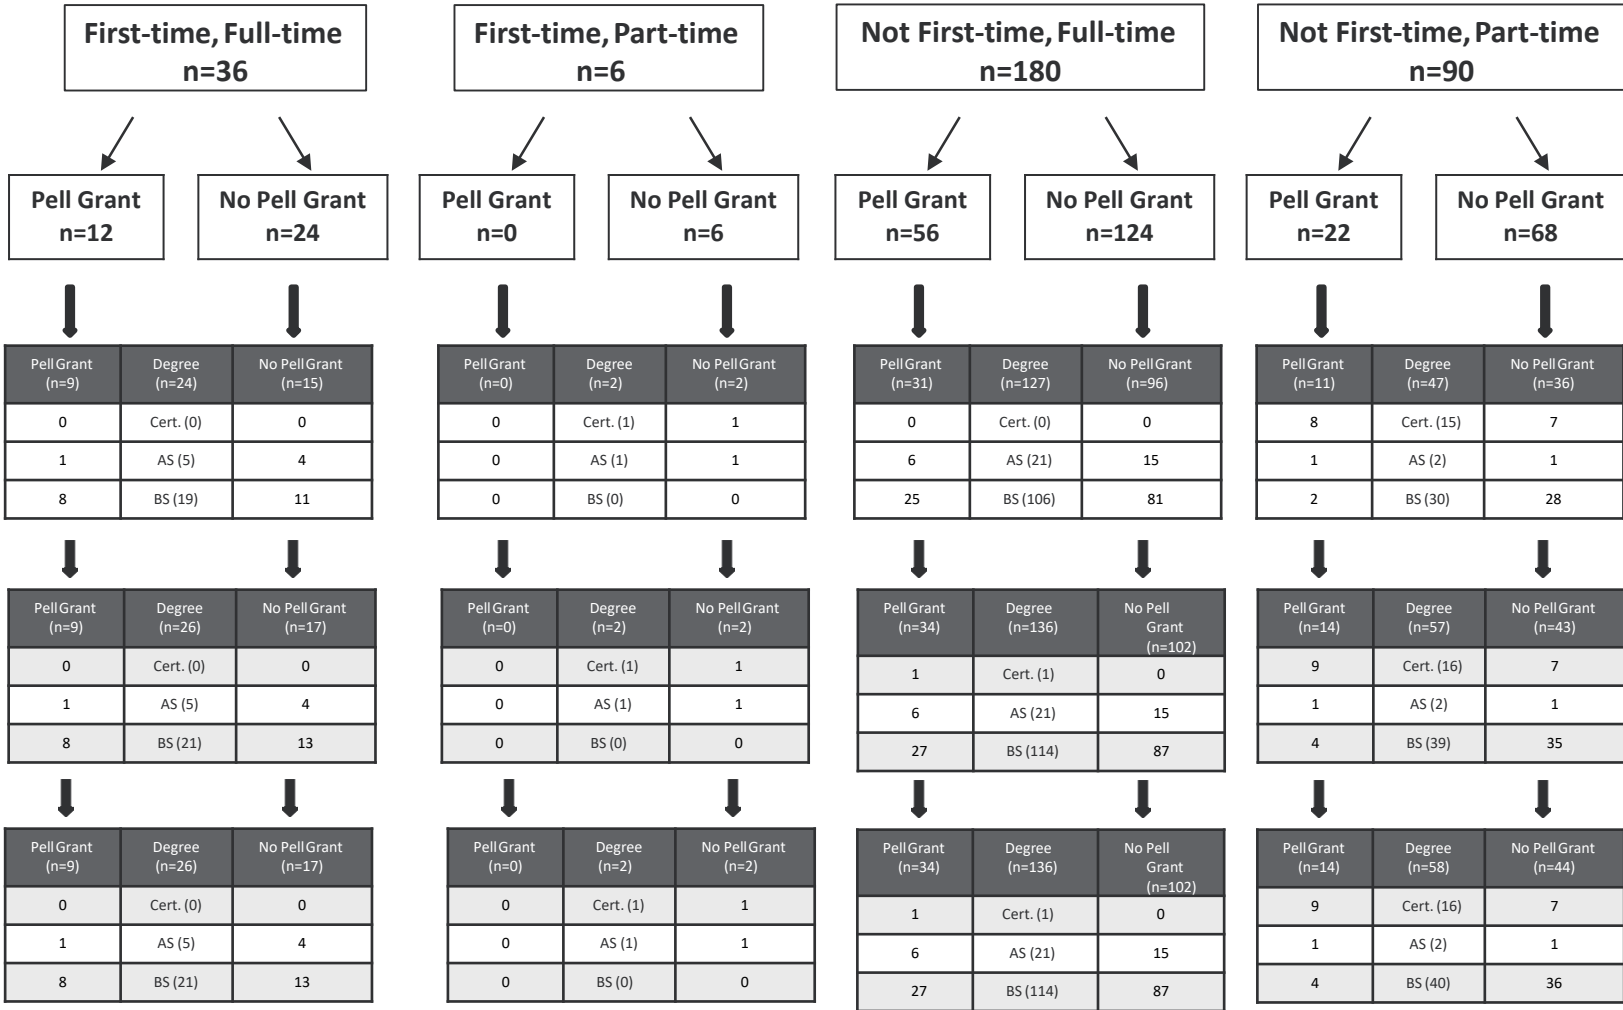 First-time, Full-time
n=36
First-time, Part-time
n=6
Not First-time, Full-time
n=180
Not First-time, Part-time
n=90
Pell Grant
n=12
No Pell Grant
n=24
Pell Grant
n=0
No Pell Grant
n=6
Pell Grant
n=56
No Pell Grant
n=124
Pell Grant
n=22
No Pell Grant
n=68
Pell Grant Degree No Pell Grant
(n=9) (n=24) (n=15)
0 Cert. (0) 0
1 AS (5) 4
8 BS (19) 11
Pell Grant Degree No Pell Grant
(n=0) (n=2) (n=2)
0 Cert. (1) 1
0 AS (1) 1
0 BS (0) 0
Pell Grant Degree No Pell Grant
(n=31) (n=127) (n=96)
0 Cert. (0) 0
6 AS (21) 15
25 BS (106) 81
Pell Grant Degree No Pell Grant
(n=11) (n=47) (n=36)
8 Cert. (15) 7
1 AS (2) 1
2 BS (30) 28
Pell Grant Degree No Pell Grant
(n=9) (n=26) (n=17)
0 Cert. (0) 0
1 AS (5) 4
8 BS (21) 13
Pell Grant Degree No Pell Grant
(n=0) (n=2) (n=2)
0 Cert. (1) 1
0 AS (1) 1
0 BS (0) 0
Pell Grant Degree No Pell
(n=34) (n=136) Grant
(n=102)
1 Cert. (1) 0
6 AS (21) 15
27 BS (114) 87
Pell Grant Degree No Pell Grant
(n=14) (n=57) (n=43)
9 Cert. (16) 7
1 AS (2) 1
4 BS (39) 35
Pell Grant Degree No Pell Grant
(n=9) (n=26) (n=17)
0 Cert. (0) 0
1 AS (5) 4
8 BS (21) 13
Pell Grant Degree No Pell Grant
(n=0) (n=2) (n=2)
0 Cert. (1) 1
0 AS (1) 1
0 BS (0) 0
Pell Grant Degree No Pell
(n=34) (n=136) Grant
(n=102)
1 Cert. (1) 0
6 AS (21) 15
27 BS (114) 87
Pell Grant Degree No Pell Grant
(n=14) (n=58) (n=44)
9 Cert. (16) 7
1 AS (2) 1
4 BS (40) 36